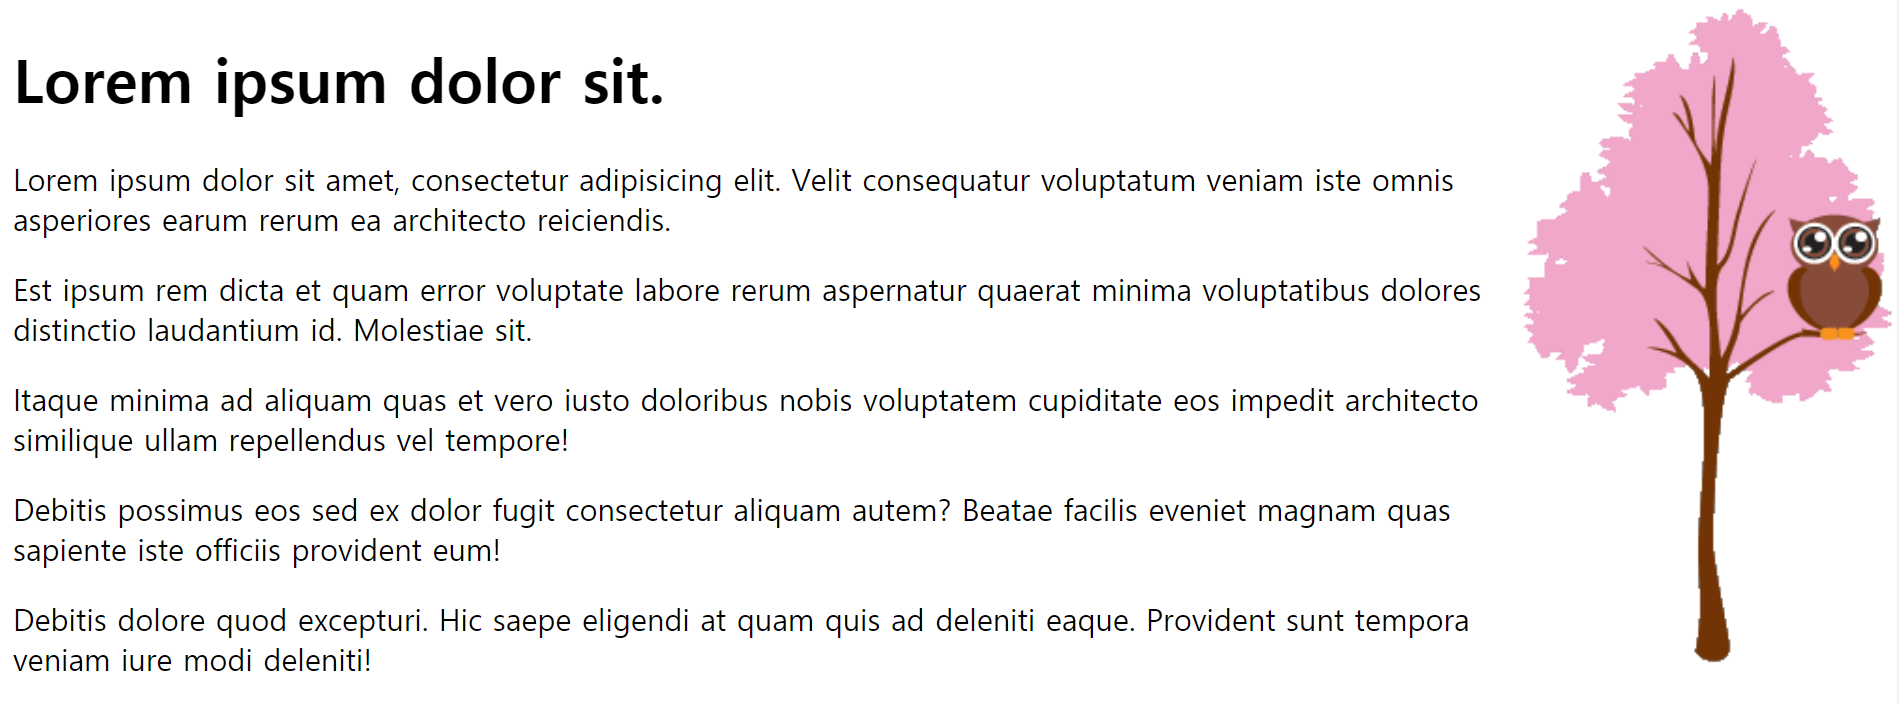 Lorem ipsum dolor sit.
Lorem ipsum dolor sit amet, consectetur adipisicing elit. Velit consequatur voluptatum veniam iste omnis
asperiores earum rerum ea architecto reiciendis.
Est ipsum rem dicta et quam error voluptate labore rerum aspernatur quaerat minima voluptatibus dolores
distinctio laudantium id. Molestiae sit.
Itaque minima ad aliquam quas et vero iusto doloribus nobis voluptatem cupiditate eos impedit architecto
similique ullam repellendus vel tempore!
Debitis possimus eos sed ex dolor fugit consectetur aliquam autem? Beatae facilis eveniet magnam quas
sapiente iste officiis provident eum!
Debitis dolore quod excepturi. Hic saepe eligendi at quam quis ad deleniti eaque. Provident sunt tempora
veniam iure modi deleniti!